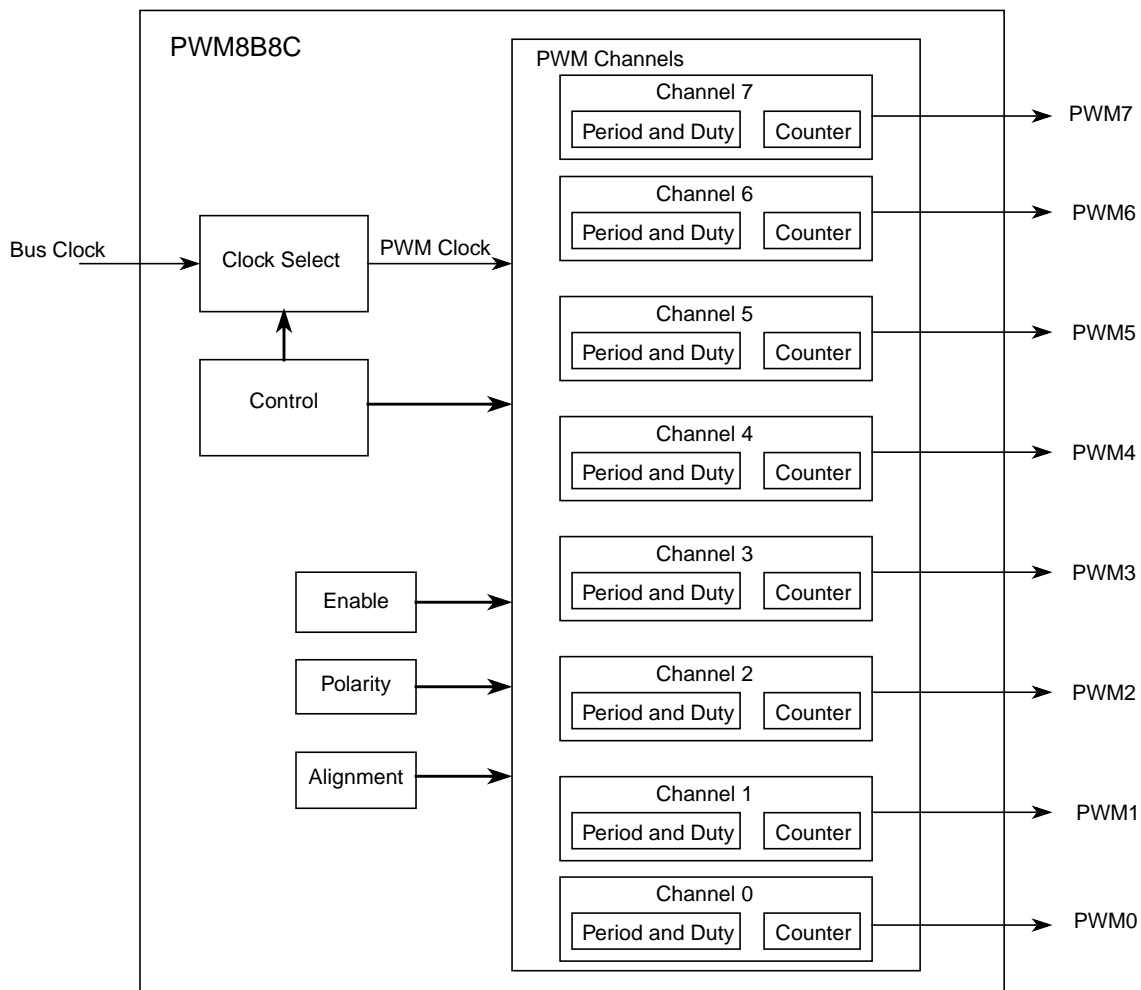 PWM8B8C
PWM Channels
Channel 7
Period and Duty
Counter
PWM7
Channel 6
Period and Duty
Counter
PWM6
Bus Clock
Clock Select
PWM Clock
Channel 5
Period and Duty
Counter
PWM5
Control
Channel 4
Period and Duty
Counter
PWM4
Channel 3
Period and Duty
Counter
PWM3
Enable
Polarity
Channel 2
Period and Duty
Counter
PWM2
Alignment
Channel 1
Period and Duty
Counter
PWM1
Channel 0
Period and Duty
Counter
PWM0